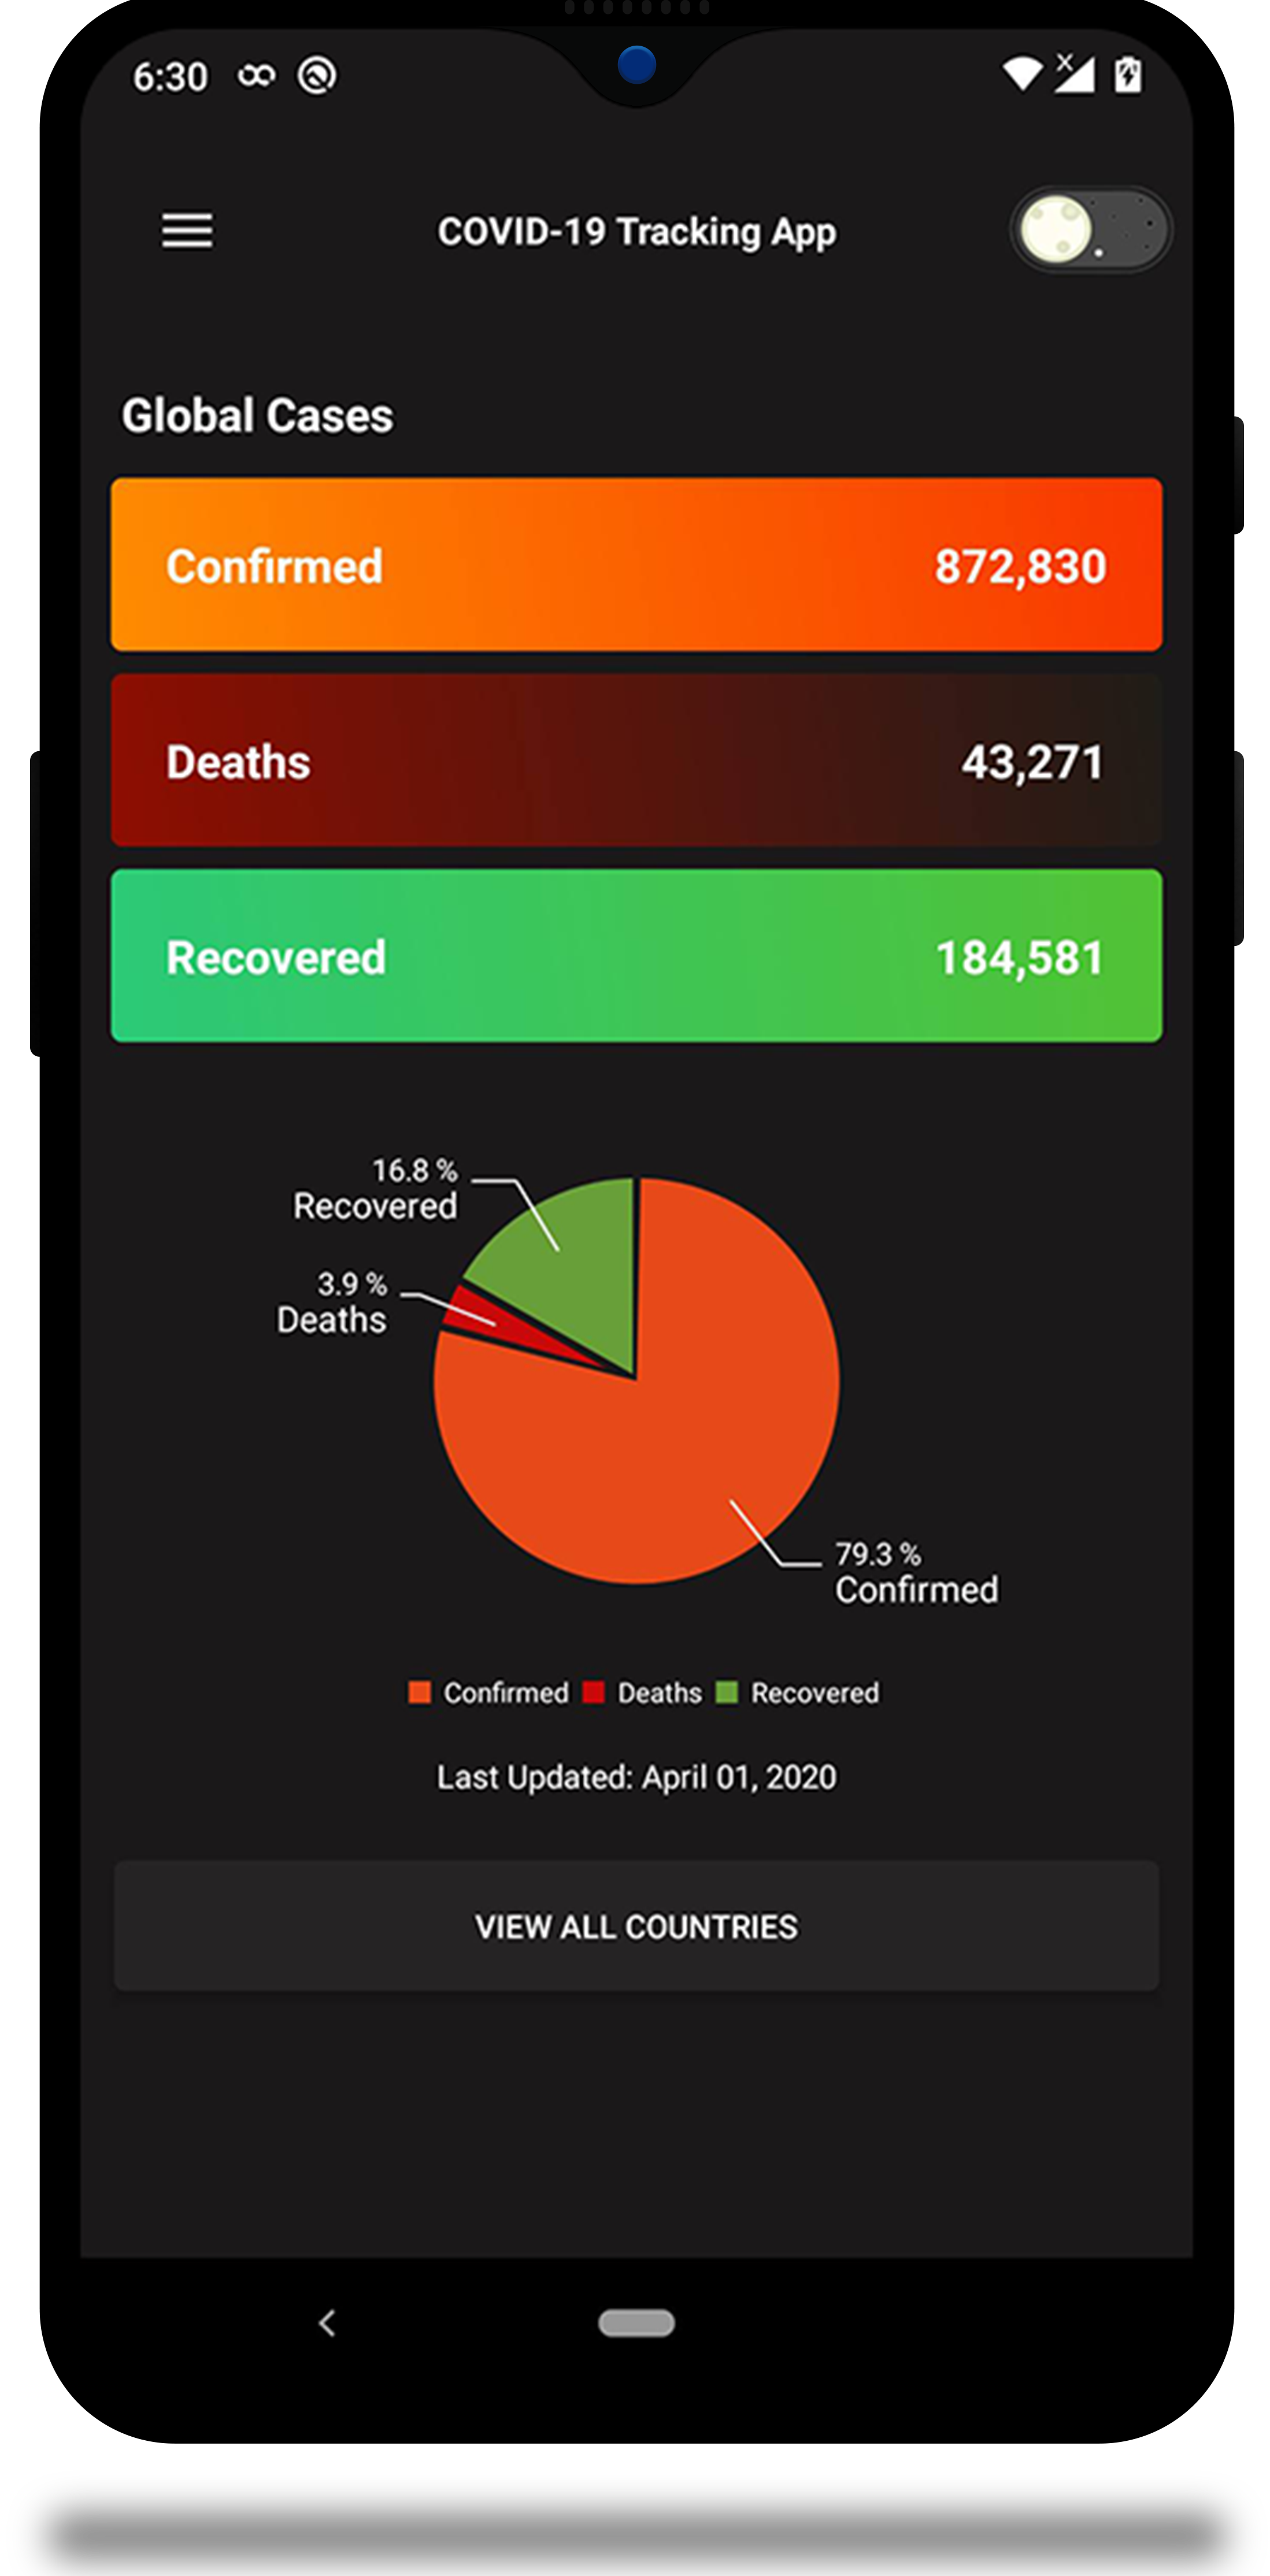 6:30
COVID-19 Tracking App
Global Cases
Confirmed 872,830
Deaths 43,271
Recovered 184,581
16.8 %
Recovered
3.9 %
Deaths
79.3 %
Confirmed
Confirmed Deaths Recovered
Last Updated: April 01, 2020
VIEW ALL COUNTRIES